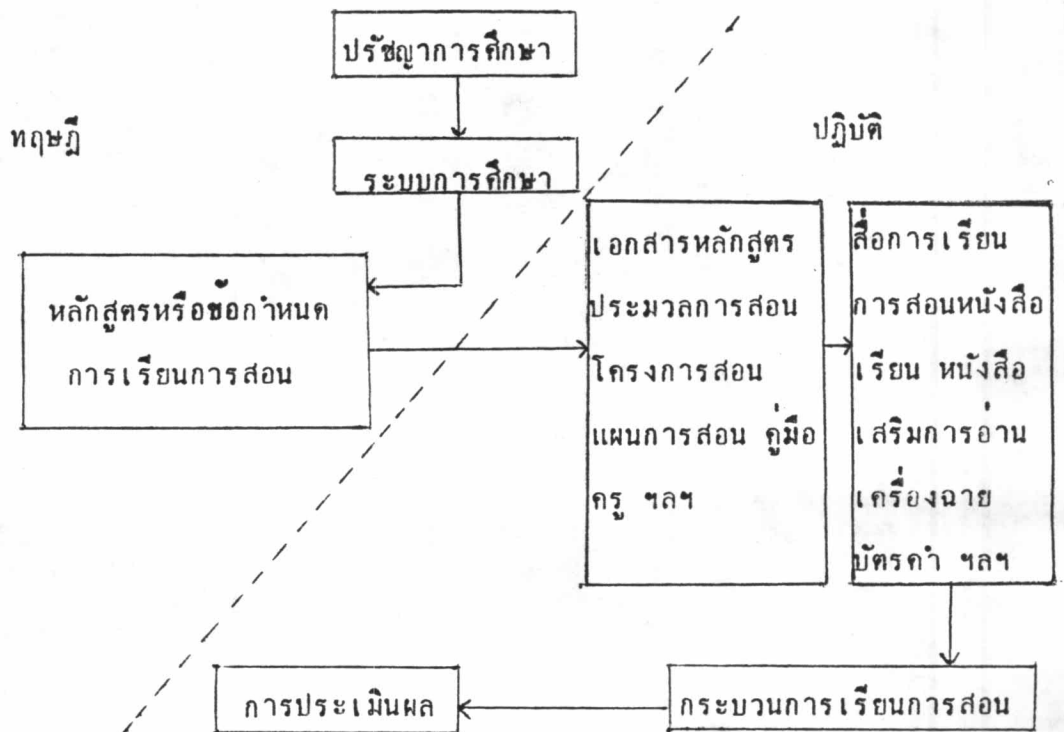 ปรัชญาการศึกษา
ทฤษฎี
ปฏิบัติ
ระบบการศึกษา
หลักสูตรหรือข้อกำหนด
การเรียนการสอน
เอกสารหลักสูตร
ประมวลการสอน
โครงการสอน
แผนการสอน คู่มือ
ครู ฯลฯ
สื่อการเรียน
การสอนหนังสือ
เรียน หนังสือ
เสริมการอ่าน
เครื่องฉาย
บัตรคำ ฯลฯ
การประเมินผล
กระบวนการเรียนการสอน